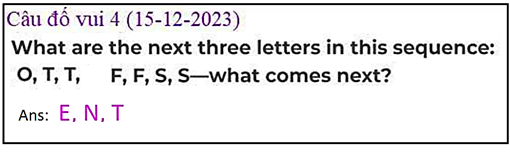 Câu đố vui 4 (15-12-2023)
What are the next three letters in this sequence:
O, T, T, F, F, S, S—what comes next?
Ans: E, N, T